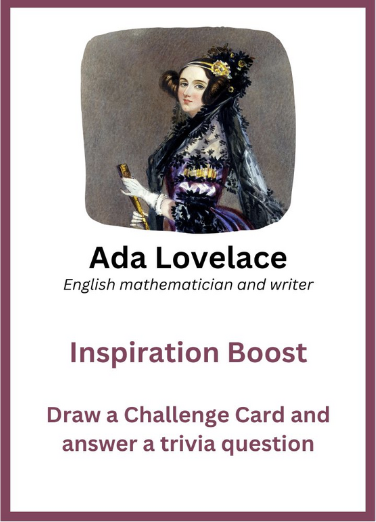 Ada Lovelace
English mathematician and writer
Inspiration Boost
Draw a Challenge Card and
answer a trivia question